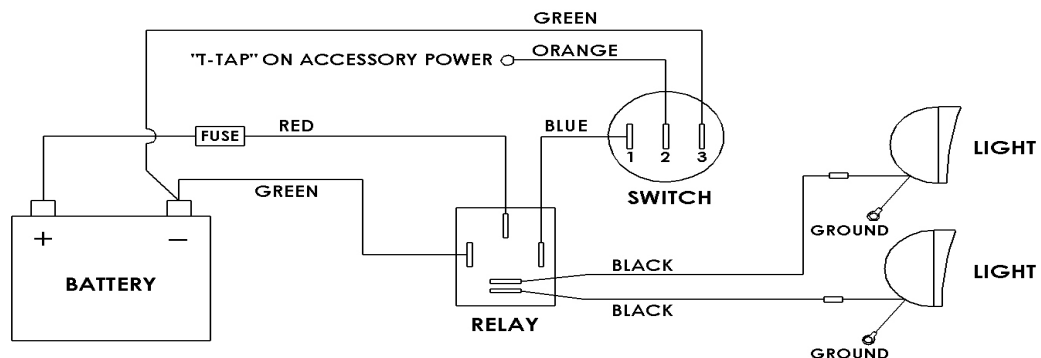 GREEN
"T-TAP" ON ACCESSORY POWER
ORANGE
FUSE
RED
BLUE
1 2 3
LIGHT
GREEN
SWITCH
+
−
GROUND
BATTERY
BLACK
LIGHT
BLACK
RELAY
GROUND